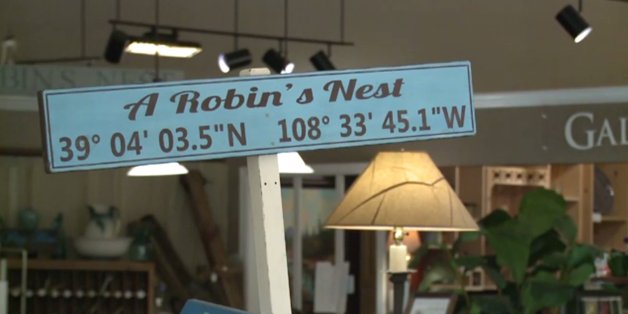 A Robin's Nest
39° 04' 03.5"N 108° 33' 45.1"W